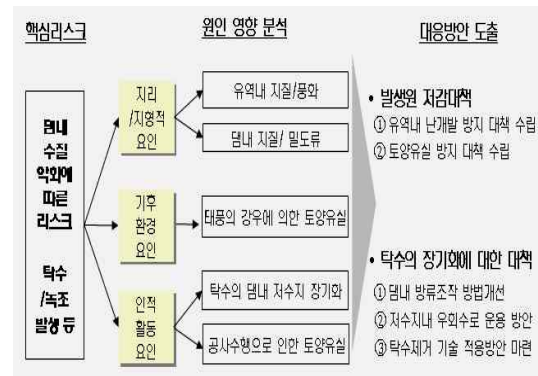 핵심리스크
원인 영향 분석
대응방안 도출
댐내
수질
악화에
따른
리스크
탁수
/녹조
발생 등
지리
/지형적
요인
기후
환경
요인
인적
활동
요인
유역내 지질/풍화
댐내 지질/ 밀도류
태풍의 강우에 의한 토양유실
탁수의 댐내 저수지 장기화
공사수행으로 인한 토양유실
• 발생원 저감대책
① 유역내 난개발 방지 대책 수립
② 토양유실 방지 대책 수립
• 탁수의 장기화에 대한 대책
① 댐내 방류조작 방법개선
② 저수지내 우회수로 운용 방안
③ 탁수제거 기술 적용방안 마련